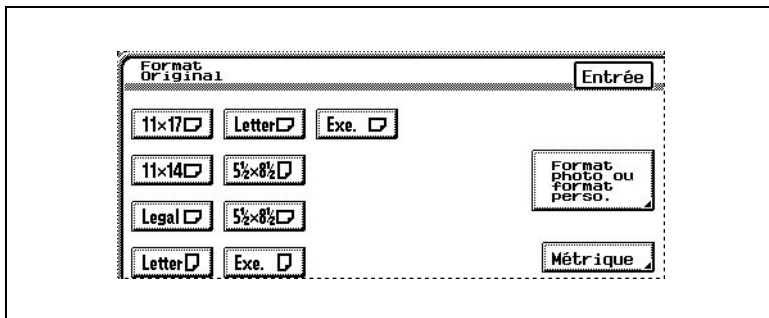 Format
Original
Entrée
11×17 Letter Exe.
11×14 5½×8½
Legal 5½×8½
Letter Exe.
Format
photo ou
format
perso.
Métrique